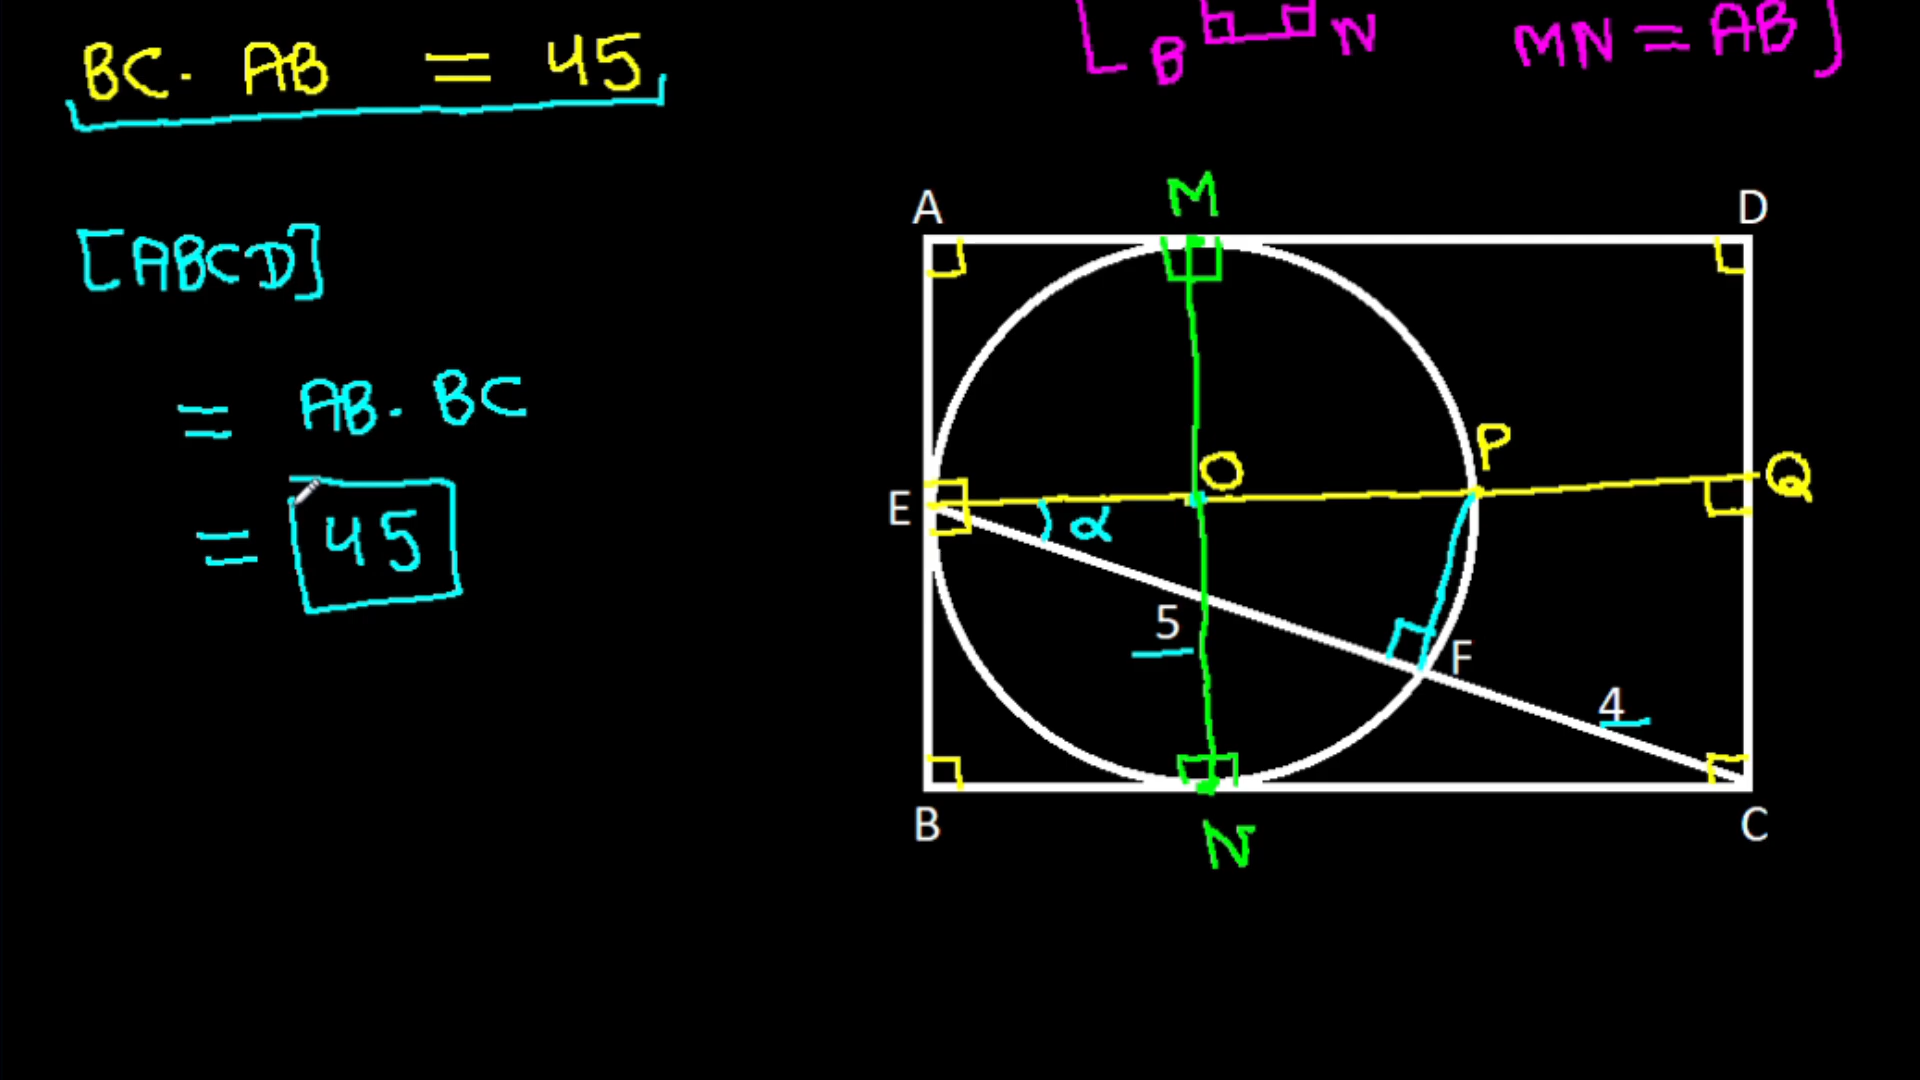 BC · AB = 45
[ B N MN = AB ]
[ABCD]
= AB · BC
= 45
A M D
E O P Q
α
5 F
4
B N C